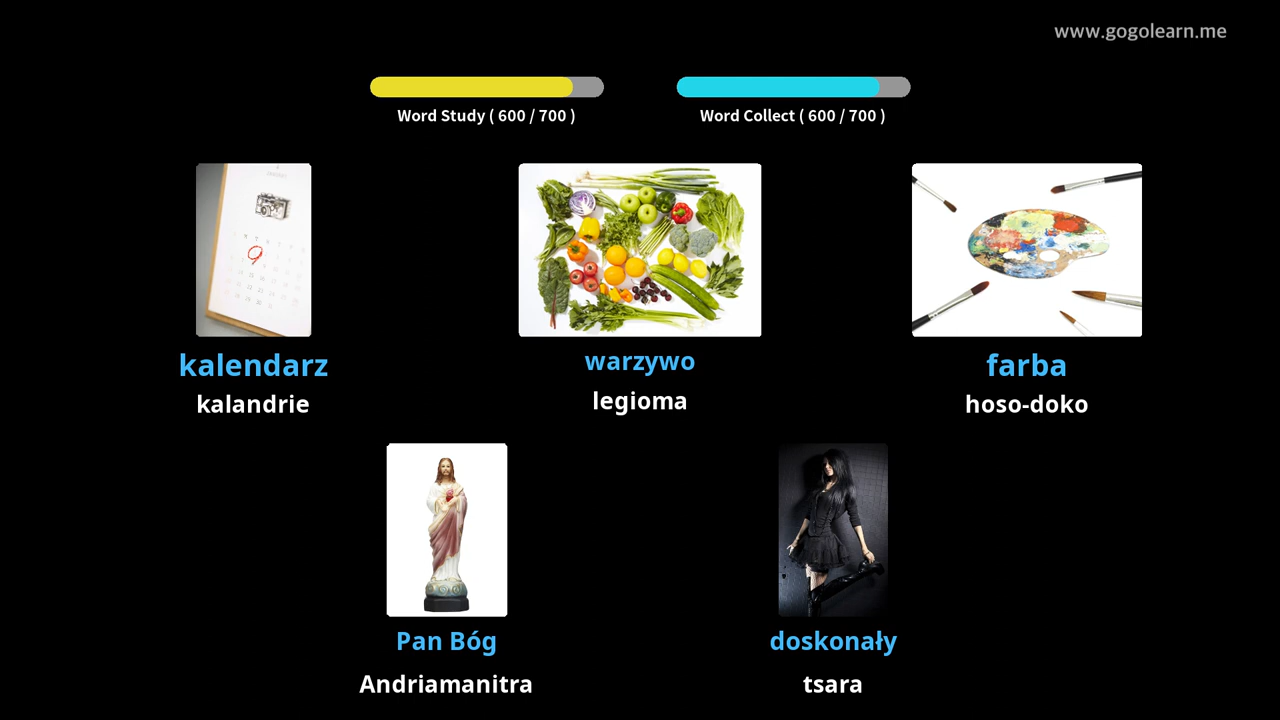 www.gogolearn.me
Word Study ( 600 / 700 )
Word Collect ( 600 / 700 )
kalendarz
kalandrie
warzywo
legioma
farba
hoso-doko
Pan Bóg
Andriamanitra
doskonały
tsara